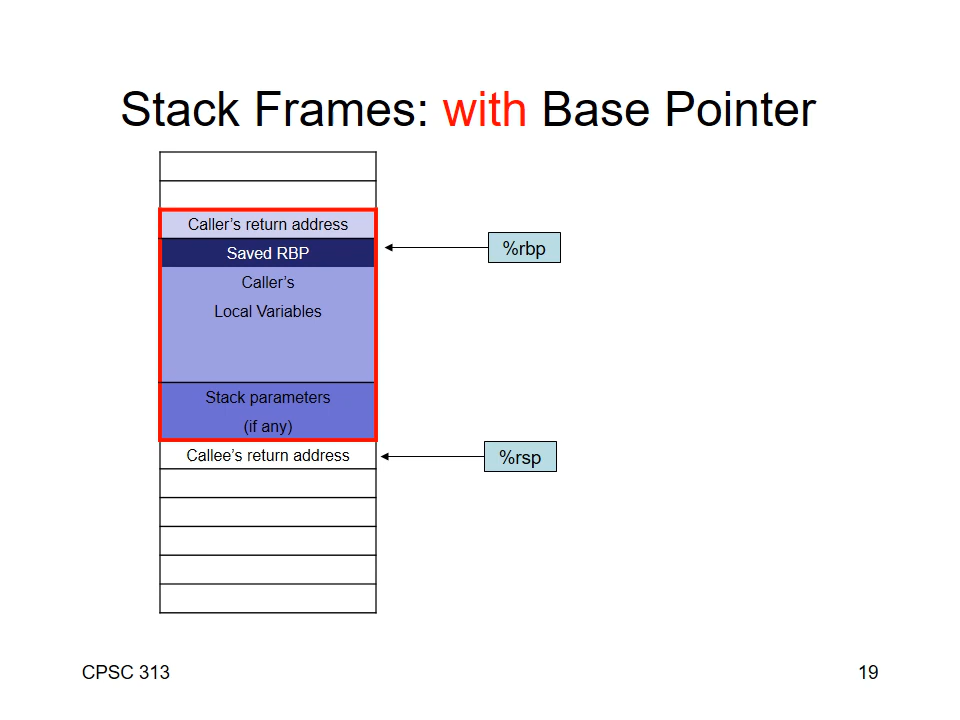 Stack Frames: with Base Pointer
Caller’s return address
Saved RBP
%rbp
Caller’s
Local Variables
Stack parameters
(if any)
Callee’s return address
%rsp
CPSC 313
19